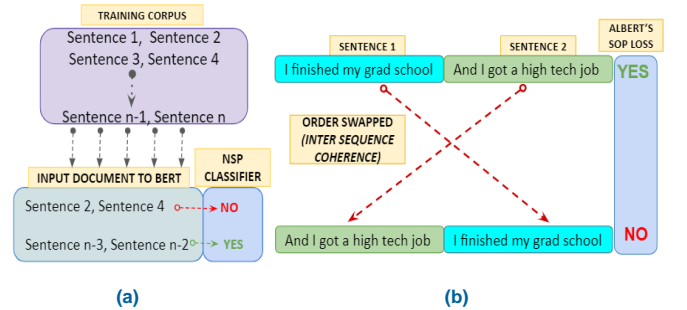 TRAINING CORPUS
Sentence 1, Sentence 2
Sentence 3, Sentence 4
Sentence n-1, Sentence n
INPUT DOCUMENT TO BERT
NSP
CLASSIFIER
Sentence 2, Sentence 4
NO
Sentence n-3, Sentence n-2
YES
(a)
SENTENCE 1
SENTENCE 2
ALBERT'S
SOP LOSS
I finished my grad school
And I got a high tech job
YES
ORDER SWAPPED
(INTER SEQUENCE
COHERENCE)
And I got a high tech job
I finished my grad school
NO
(b)